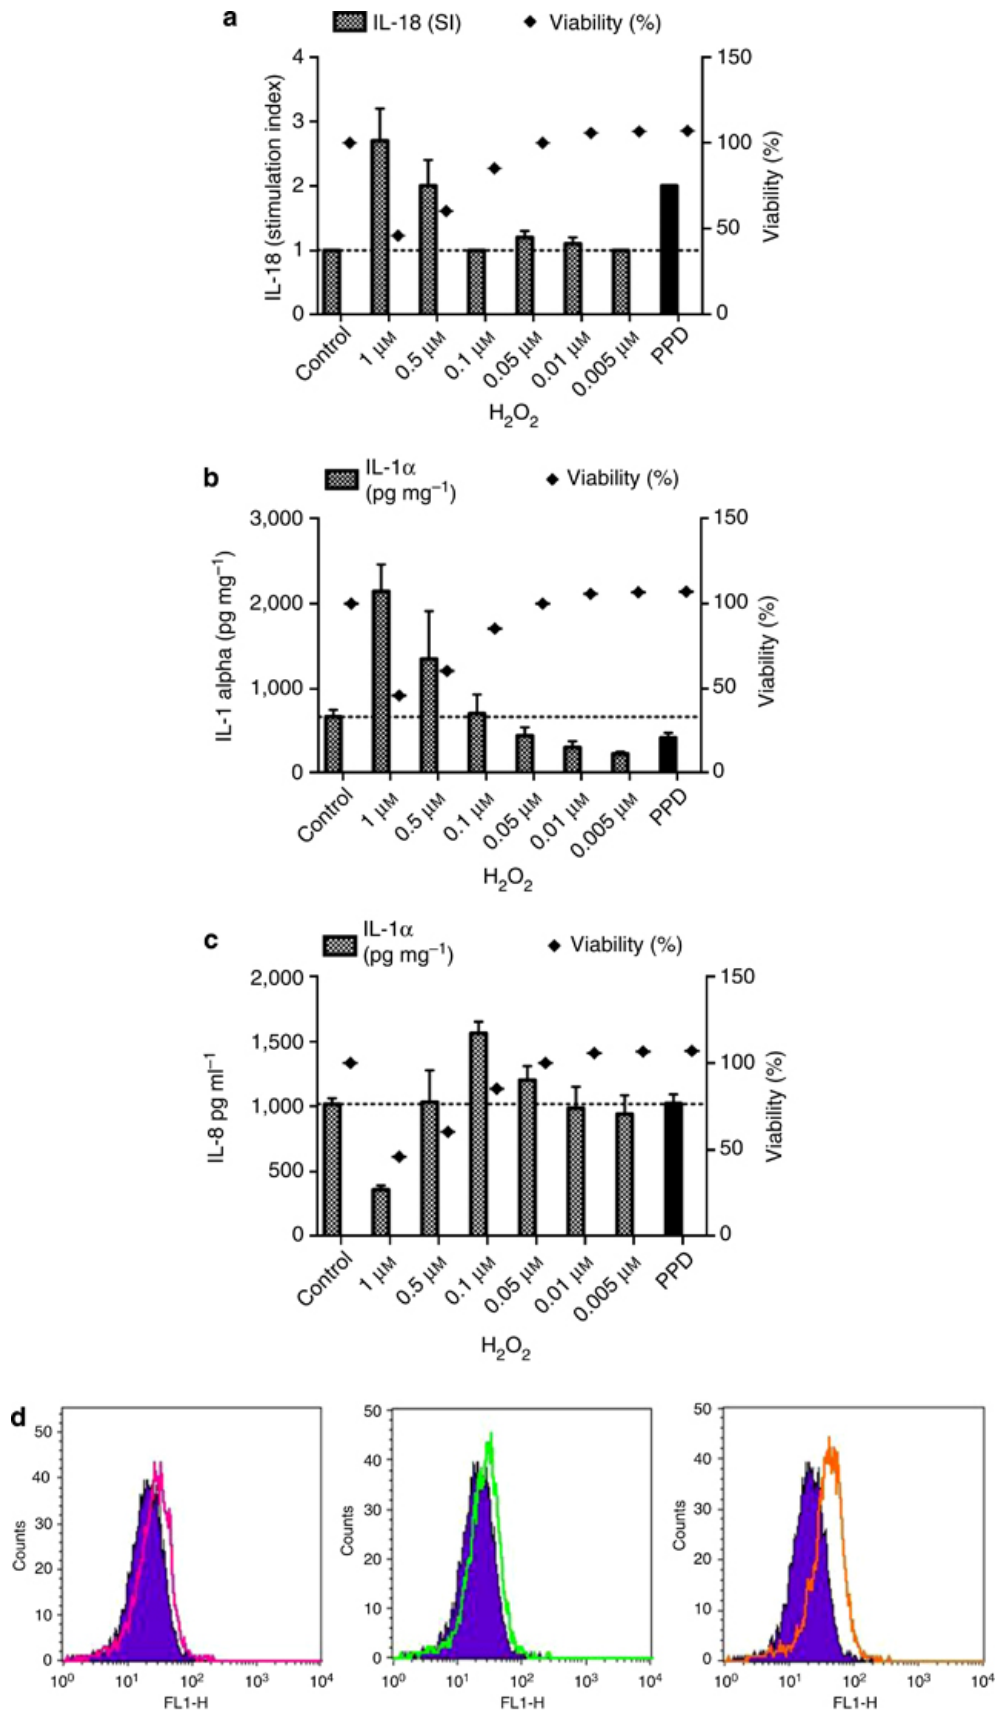 a
IL-18 (SI)
Viability (%)
4
3
2
1
0
IL-18 (stimulation index)
150
100
50
0
Viability (%)
Control
1 μM
0.5 μM
0.1 μM
0.05 μM
0.01 μM
0.005 μM
PPD
H2O2
b
IL-1α
(pg mg–1)
Viability (%)
3,000
2,000
1,000
0
IL-1 alpha (pg mg–1)
150
100
50
0
Viability (%)
Control
1 μM
0.5 μM
0.1 μM
0.05 μM
0.01 μM
0.005 μM
PPD
H2O2
c
IL-1α
(pg mg–1)
Viability (%)
2,000
1,500
1,000
500
0
IL-8 pg ml–1
150
100
50
0
Viability (%)
Control
1 μM
0.5 μM
0.1 μM
0.05 μM
0.01 μM
0.005 μM
PPD
H2O2
d
50
40
30
20
10
0
Counts
10^0 10^1 10^2 10^3 10^4
FL1-H
50
40
30
20
10
0
Counts
10^0 10^1 10^2 10^3 10^4
FL1-H
50
40
30
20
10
0
Counts
10^0 10^1 10^2 10^3 10^4
FL1-H